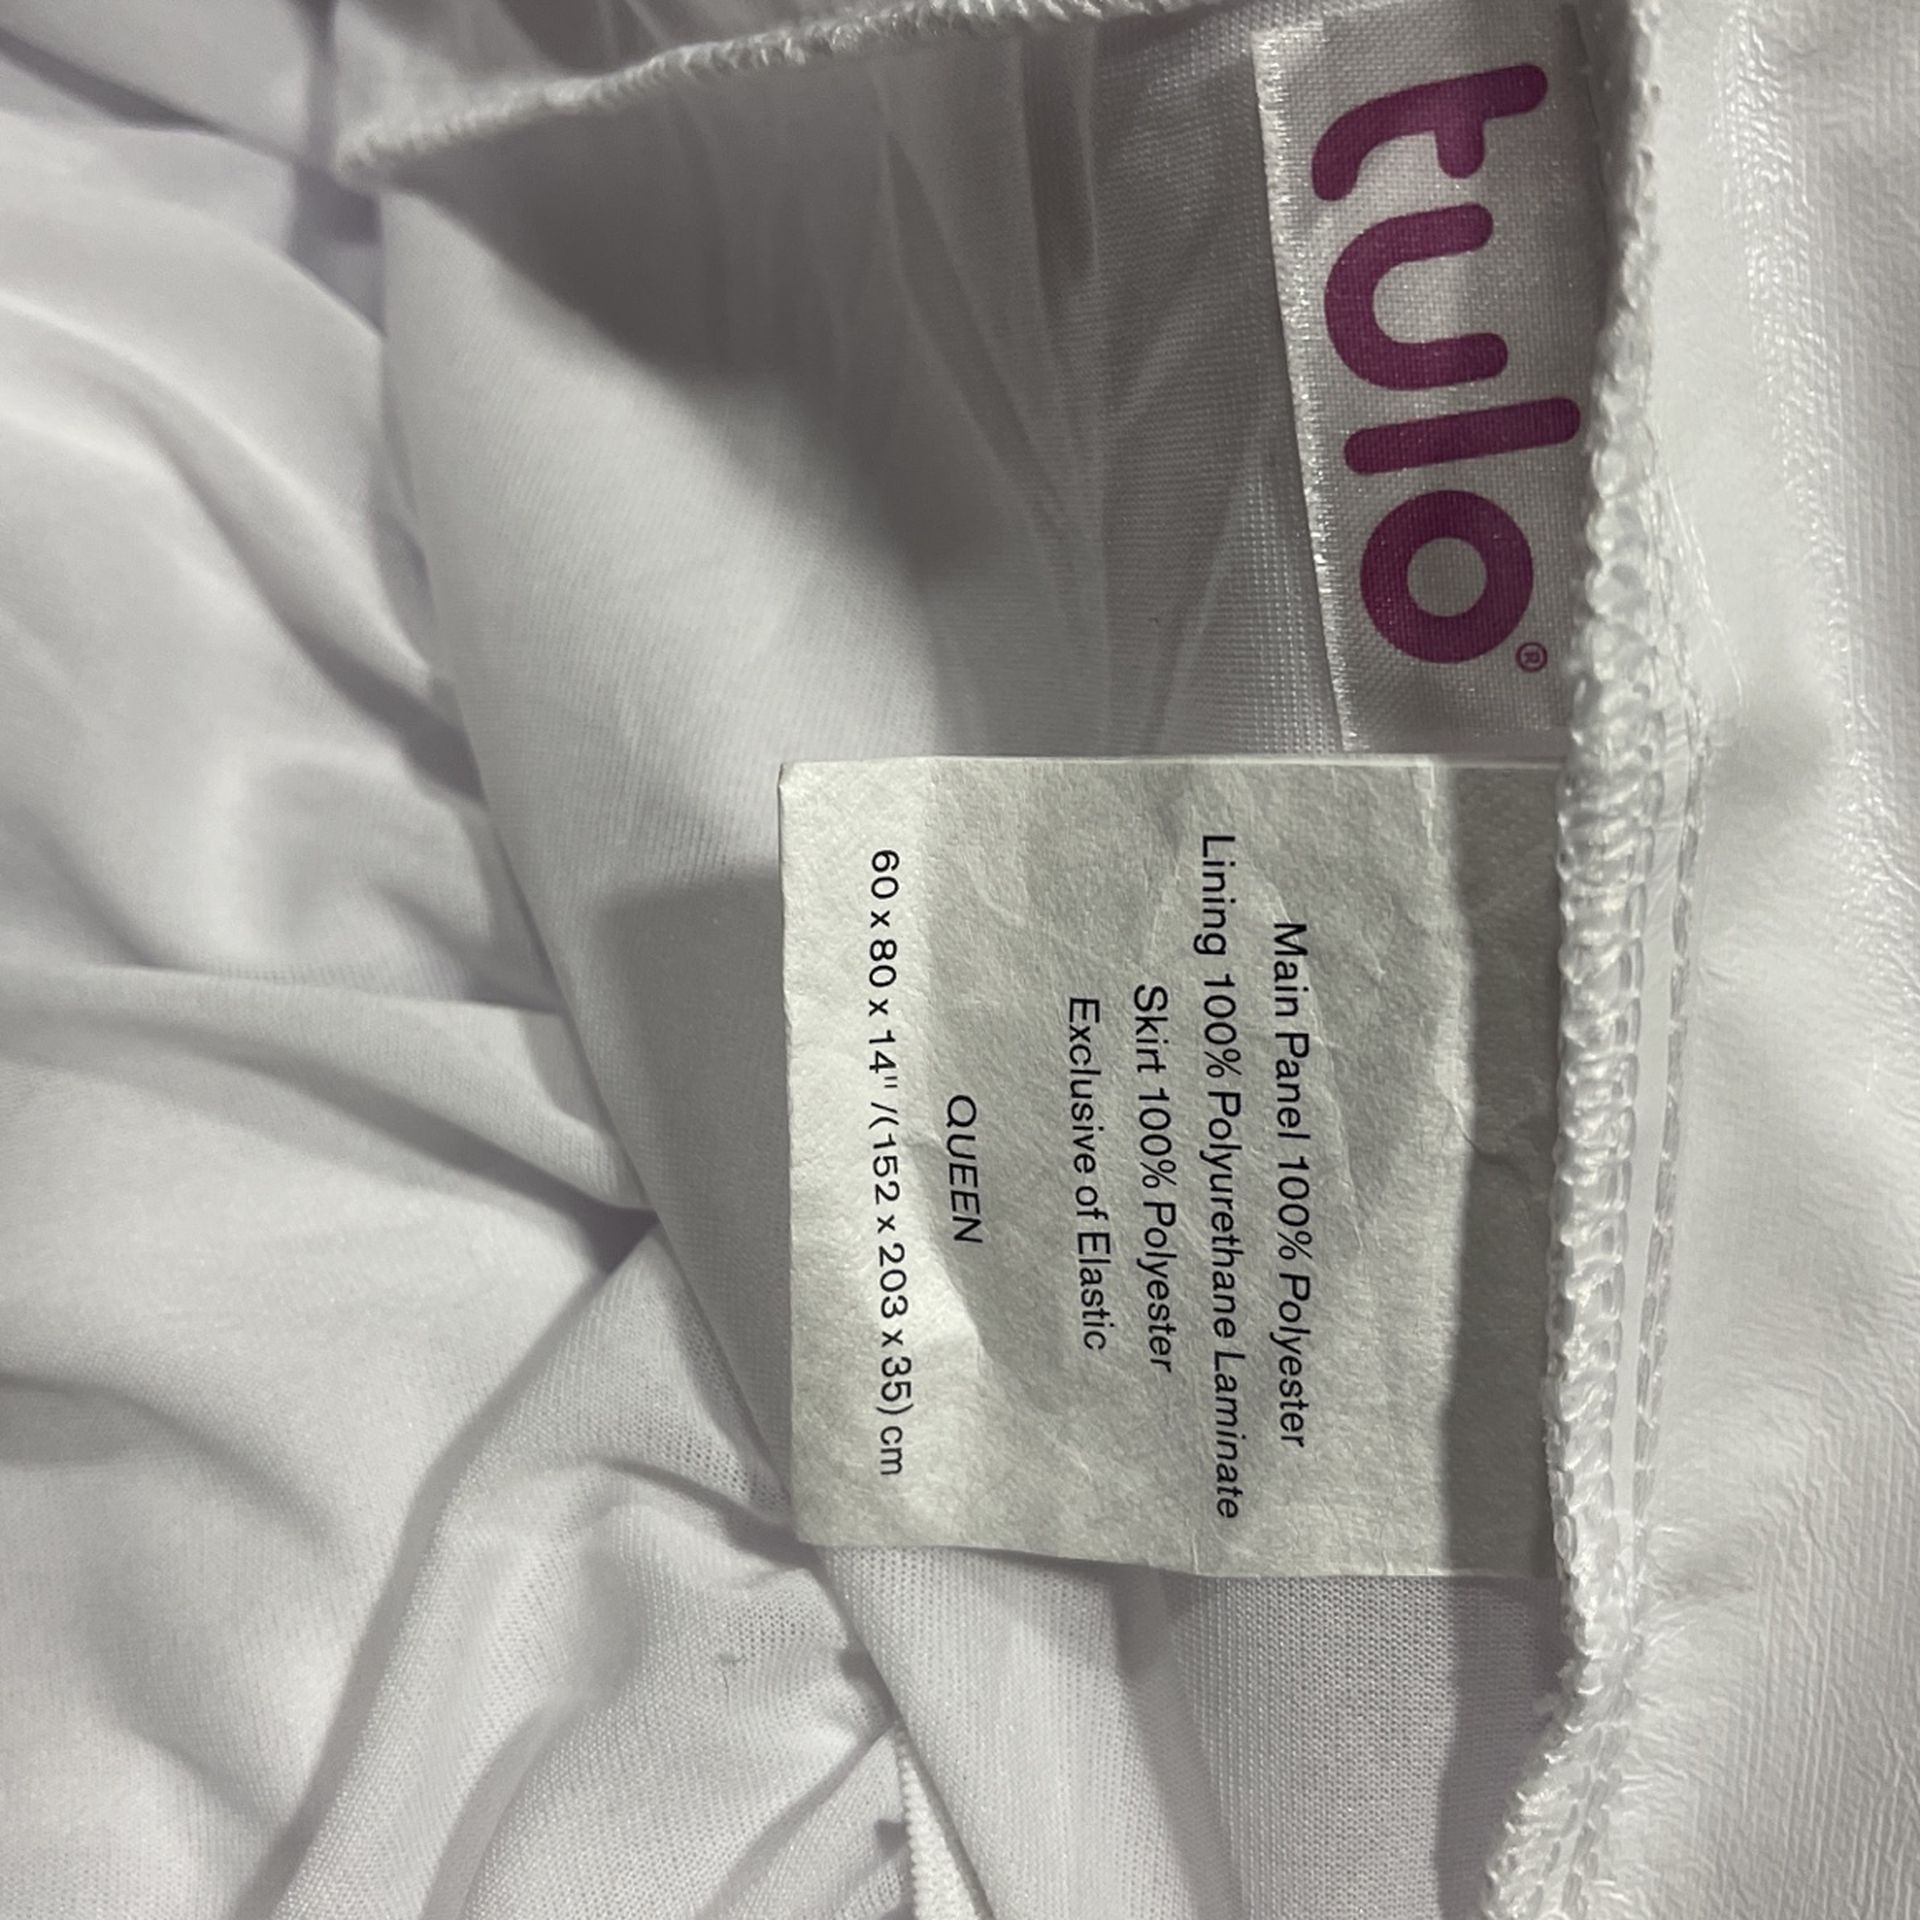 tulo®
Main Panel 100% Polyester
Lining 100% Polyurethane Laminate
Skirt 100% Polyester
Exclusive of Elastic
QUEEN
60 x 80 x 14" /(152 x 203 x 35) cm